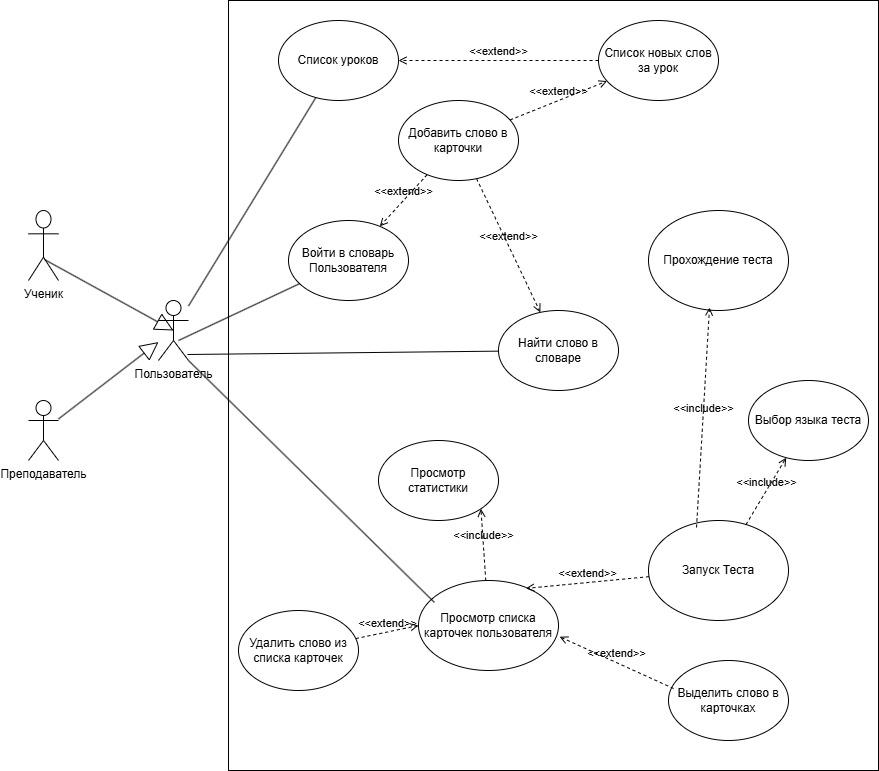 <<extend>>
Список уроков
Список новых слов
за урок
<<extend>>
Добавить слово в
карточки
<<extend>>
<<extend>>
Войти в словарь
Пользователя
Прохождение теста
Ученик
Найти слово в
словаре
Пользователь
<<include>>
Выбор языка теста
Преподаватель
Просмотр
статистики
<<include>>
<<include>>
<<extend>>
Запуск Теста
Просмотр списка
карточек пользователя
<<extend>>
Удалить слово из
списка карточек
<<extend>>
Выделить слово в
карточках